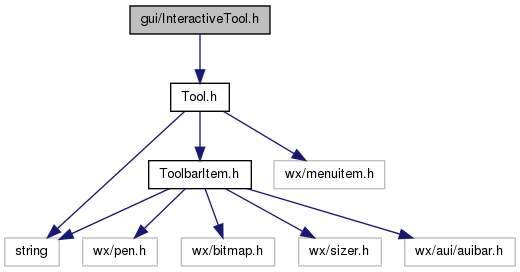 gui/InteractiveTool.h
Tool.h
ToolbarItem.h
wx/menuitem.h
string
wx/pen.h
wx/bitmap.h
wx/sizer.h
wx/aui/auibar.h